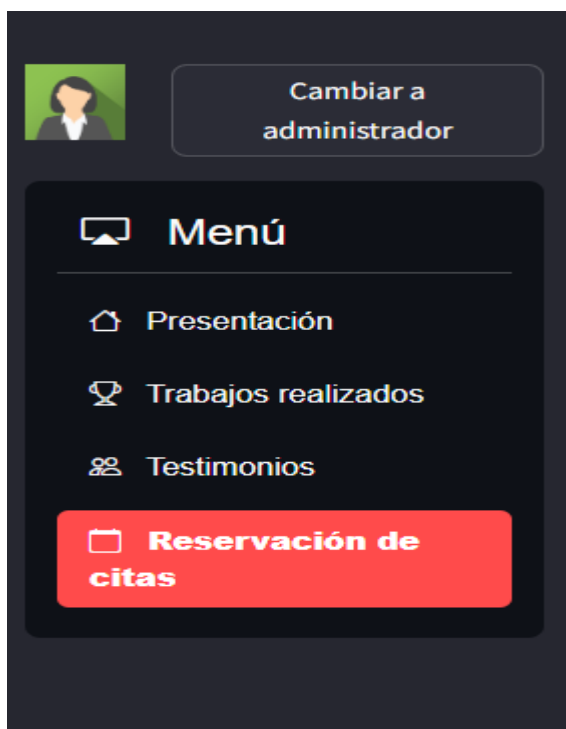 Cambiar a
administrador
Menú
Presentación
Trabajos realizados
Testimonios
Reservación de
citas